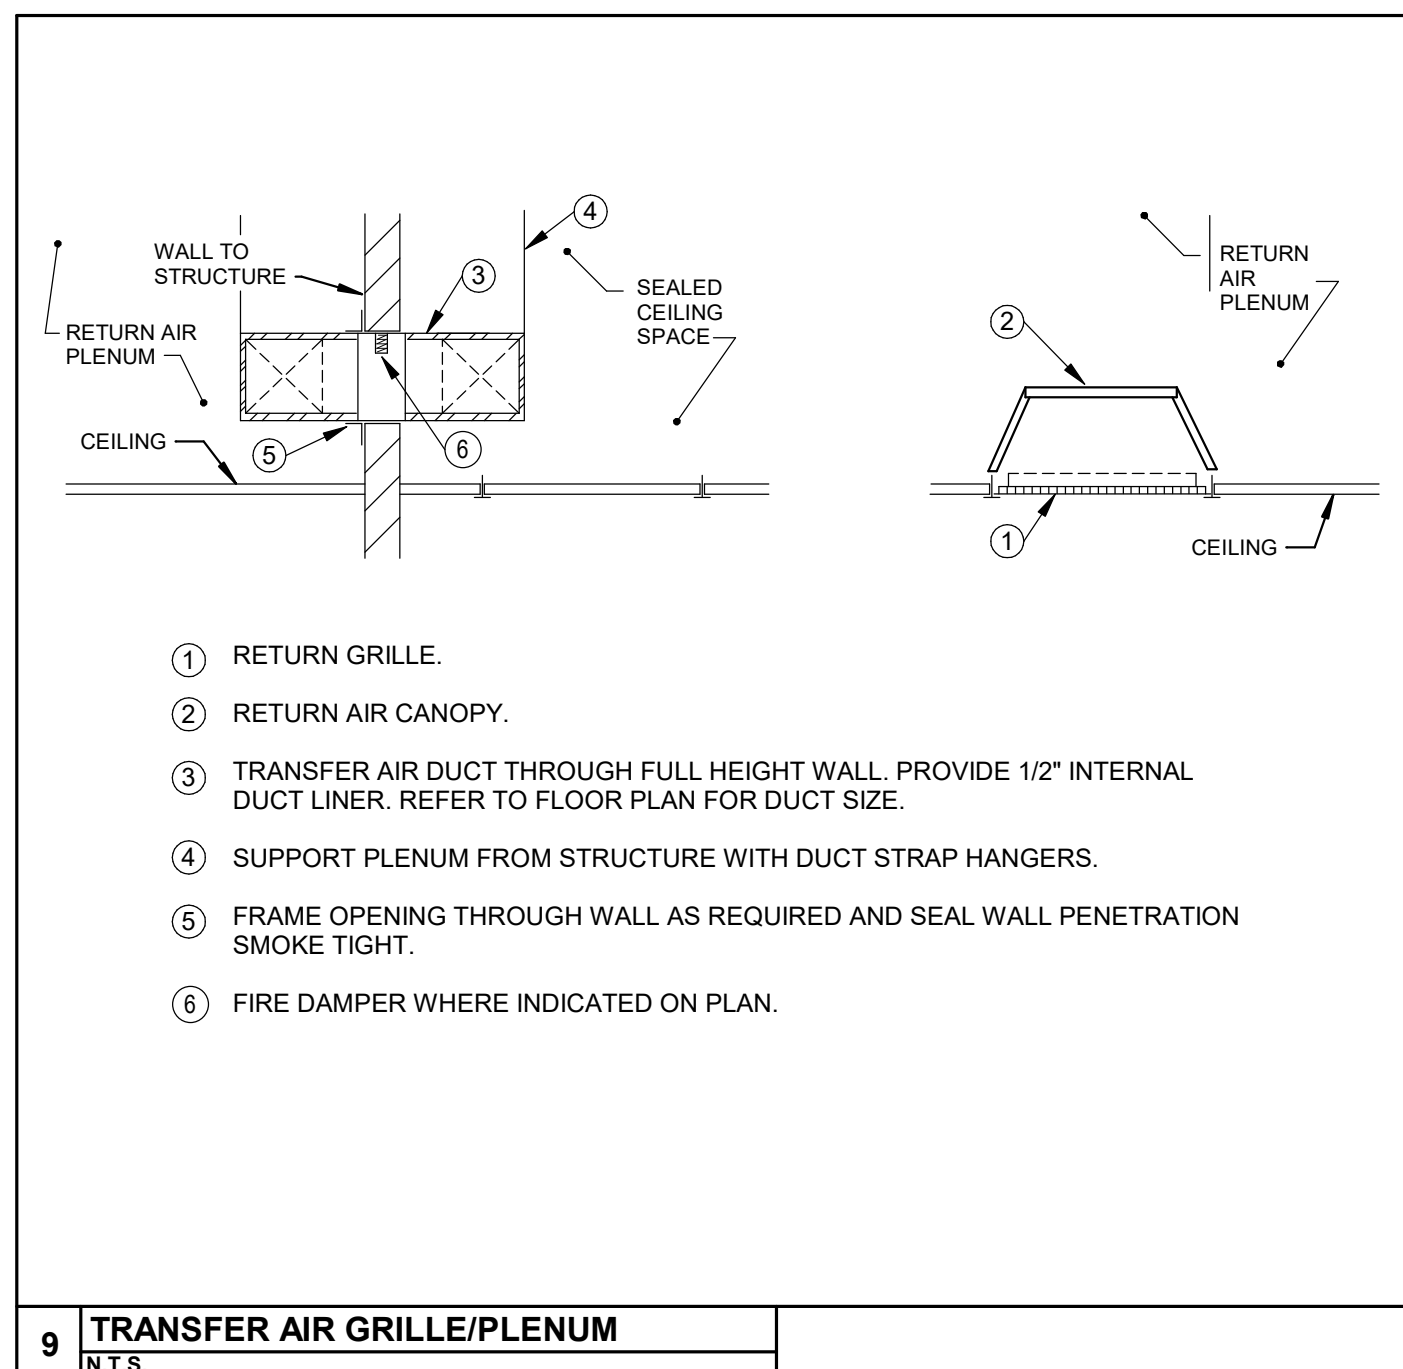 4
WALL TO
STRUCTURE
3
SEALED
CEILING
SPACE
RETURN AIR
PLENUM
CEILING
5
6
RETURN
AIR
PLENUM
2
1
CEILING
1 RETURN GRILLE.
2 RETURN AIR CANOPY.
3 TRANSFER AIR DUCT THROUGH FULL HEIGHT WALL. PROVIDE 1/2" INTERNAL
DUCT LINER. REFER TO FLOOR PLAN FOR DUCT SIZE.
4 SUPPORT PLENUM FROM STRUCTURE WITH DUCT STRAP HANGERS.
5 FRAME OPENING THROUGH WALL AS REQUIRED AND SEAL WALL PENETRATION
SMOKE TIGHT.
6 FIRE DAMPER WHERE INDICATED ON PLAN.
9 TRANSFER AIR GRILLE/PLENUM
N.T.S.